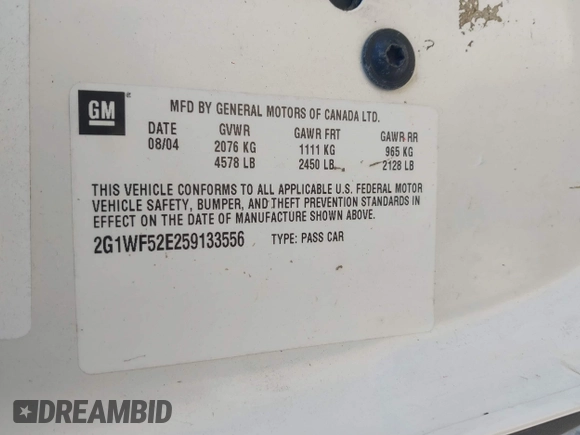 GM
MFD BY GENERAL MOTORS OF CANADA LTD.
DATE GVWR GAWR FRT GAWR RR
08/04 2076 KG 1111 KG 965 KG
4578 LB 2450 LB 2128 LB
THIS VEHICLE CONFORMS TO ALL APPLICABLE U.S. FEDERAL MOTOR
VEHICLE SAFETY, BUMPER, AND THEFT PREVENTION STANDARDS IN
EFFECT ON THE DATE OF MANUFACTURE SHOWN ABOVE.
2G1WF52E259133556 TYPE: PASS CAR
DREAMBID